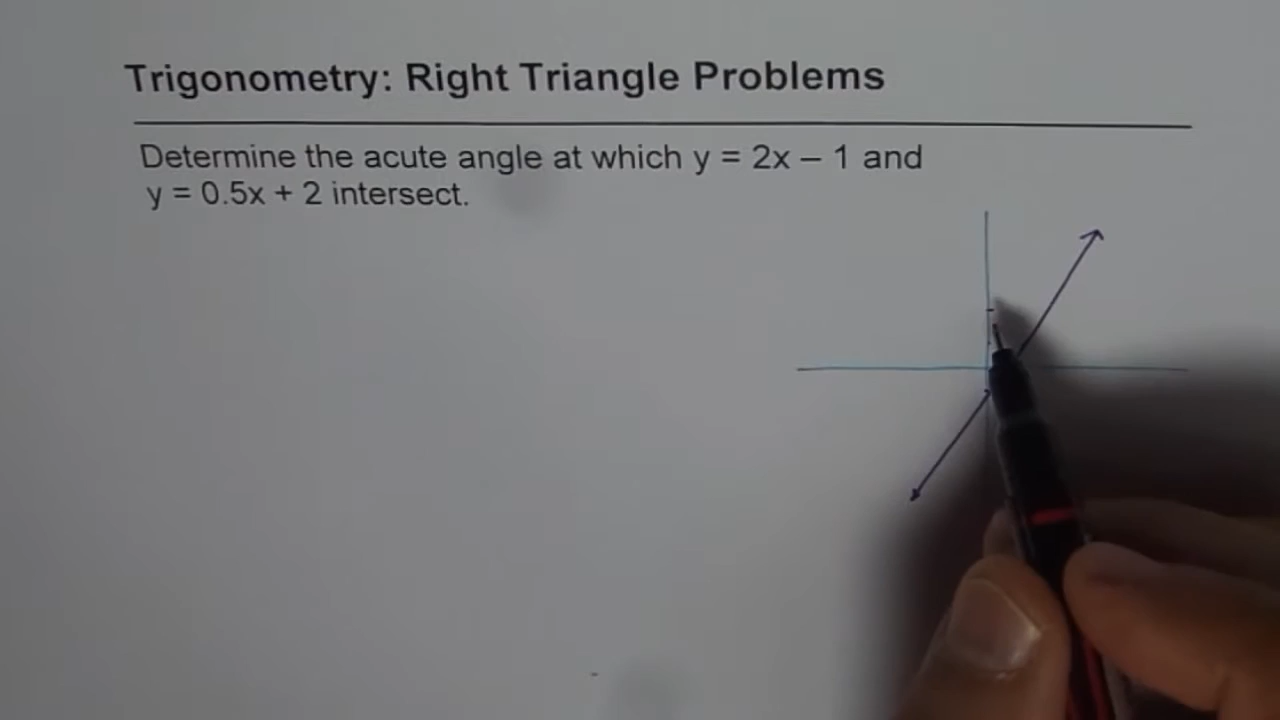 Trigonometry: Right Triangle Problems
Determine the acute angle at which y = 2x – 1 and
y = 0.5x + 2 intersect.